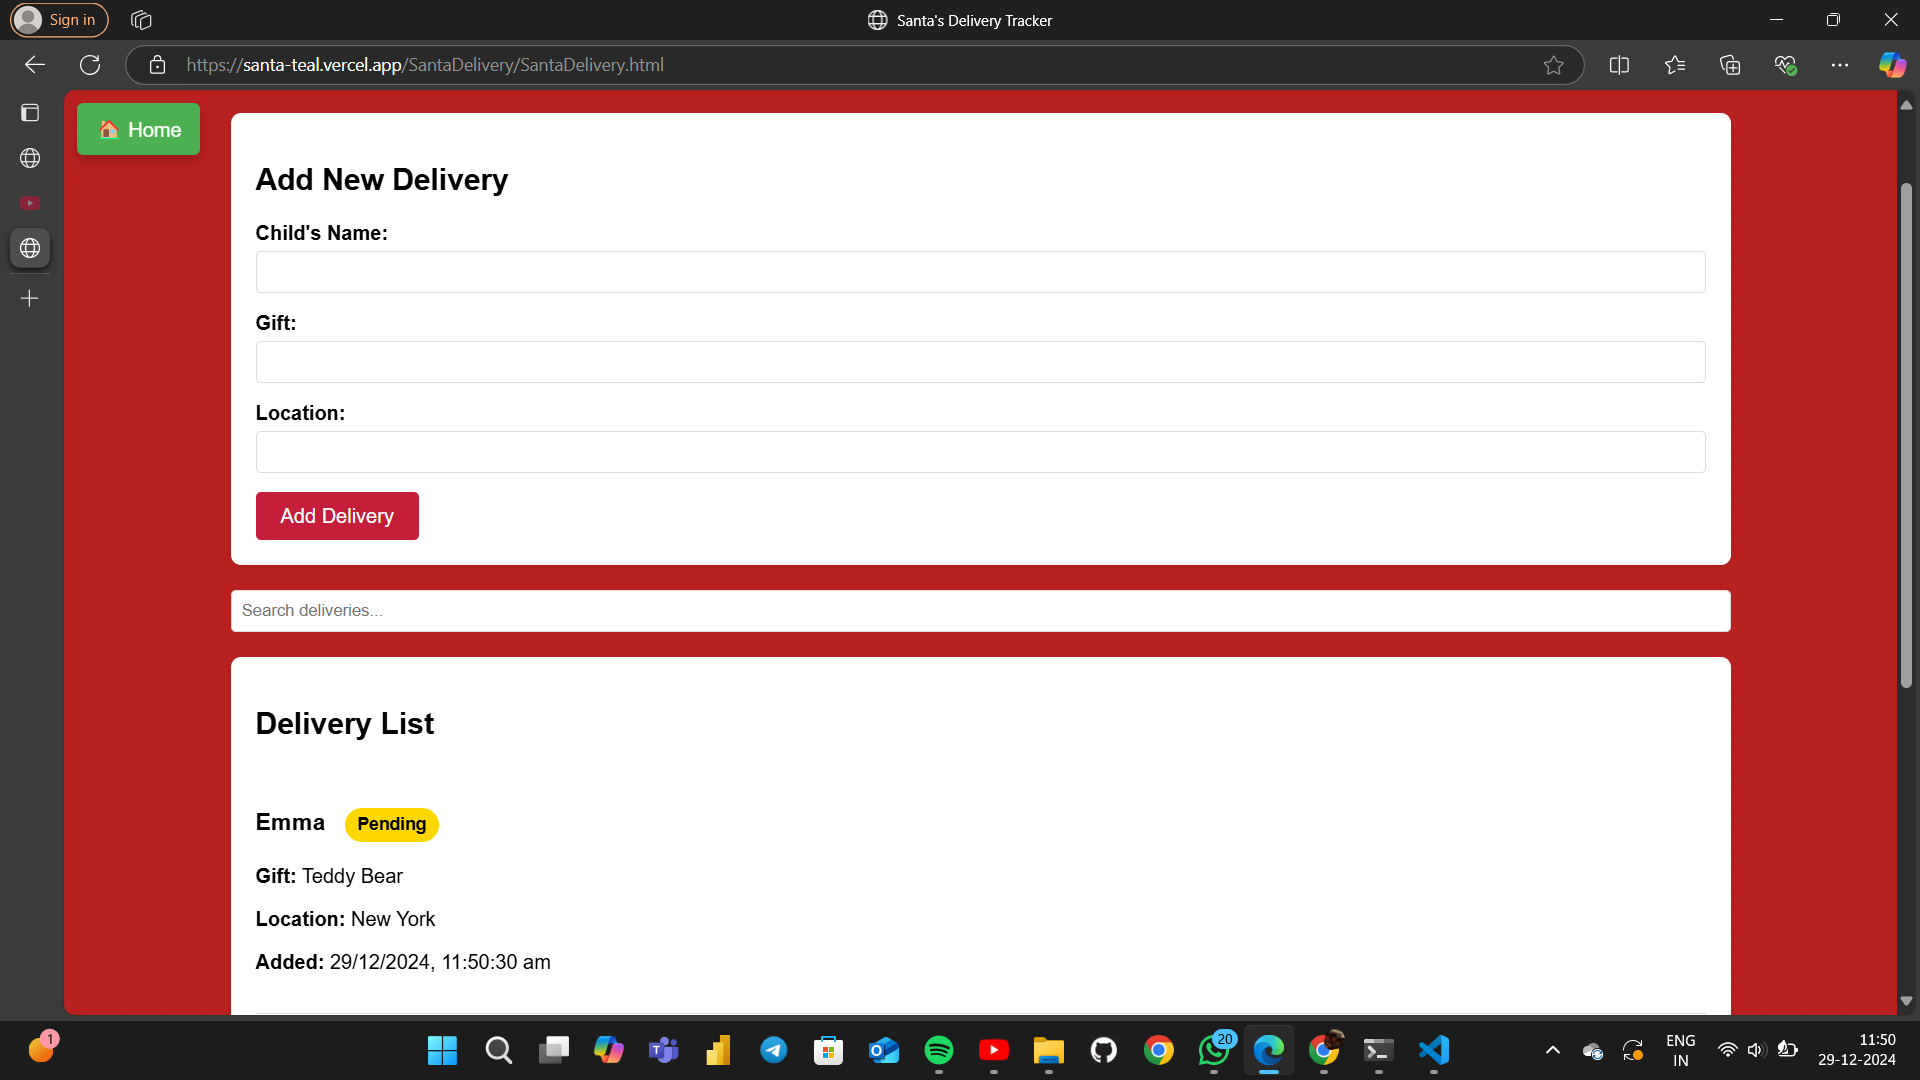 Sign in
Santa's Delivery Tracker
https://santa-teal.vercel.app/SantaDelivery/SantaDelivery.html
Home
Add New Delivery
Child's Name:
Gift:
Location:
Add Delivery
Search deliveries...
Delivery List
Emma Pending
Gift: Teddy Bear
Location: New York
Added: 29/12/2024, 11:50:30 am
1
20
ENG
IN
11:50
29-12-2024